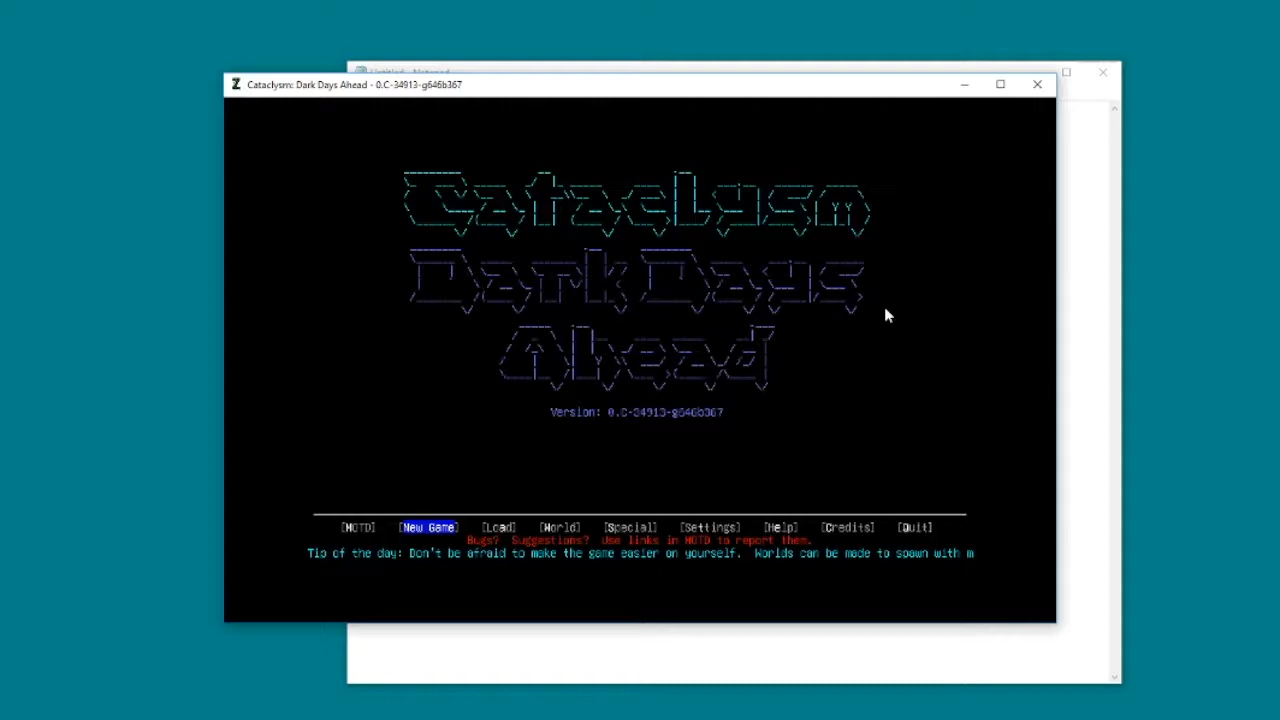 Untitled - Notepad
Cataclysm: Dark Days Ahead - 0.C-34913-g646b367
Cataclysm
Dark Days
Ahead
Version: 0.C-34913-g646b367
[MOTD] [New Game] [Load] [World] [Special] [Settings] [Help] [Credits] [Quit]
Bugs? Suggestions? Use links in MOTD to report them.
Tip of the day: Don't be afraid to make the game easier on yourself. Worlds can be made to spawn with m